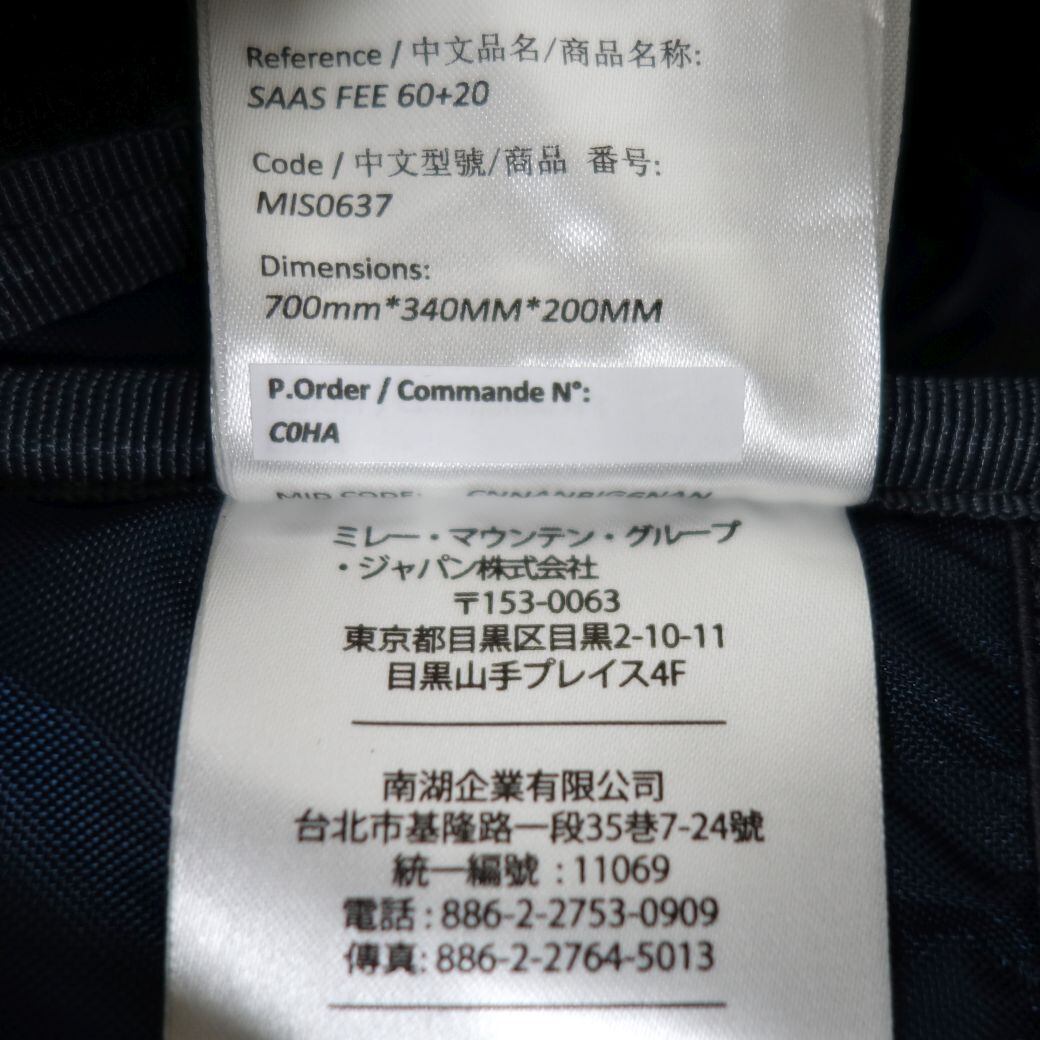 Reference / 中文品名/商品名称:
SAAS FEE 60+20
Code / 中文型號/商品 番号:
MIS0637
Dimensions:
700mm*340MM*200MM
P.Order / Commande N°:
C0HA
MID CODE:
ミレー・マウンテン・グループ
・ジャパン株式会社
〒153-0063
東京都目黒区目黒2-10-11
目黒山手プレイス4F
南湖企業有限公司
台北市基隆路一段35巷7-24號
統一編號 :11069
電話:886-2-2753-0909
傳真:886-2-2764-5013